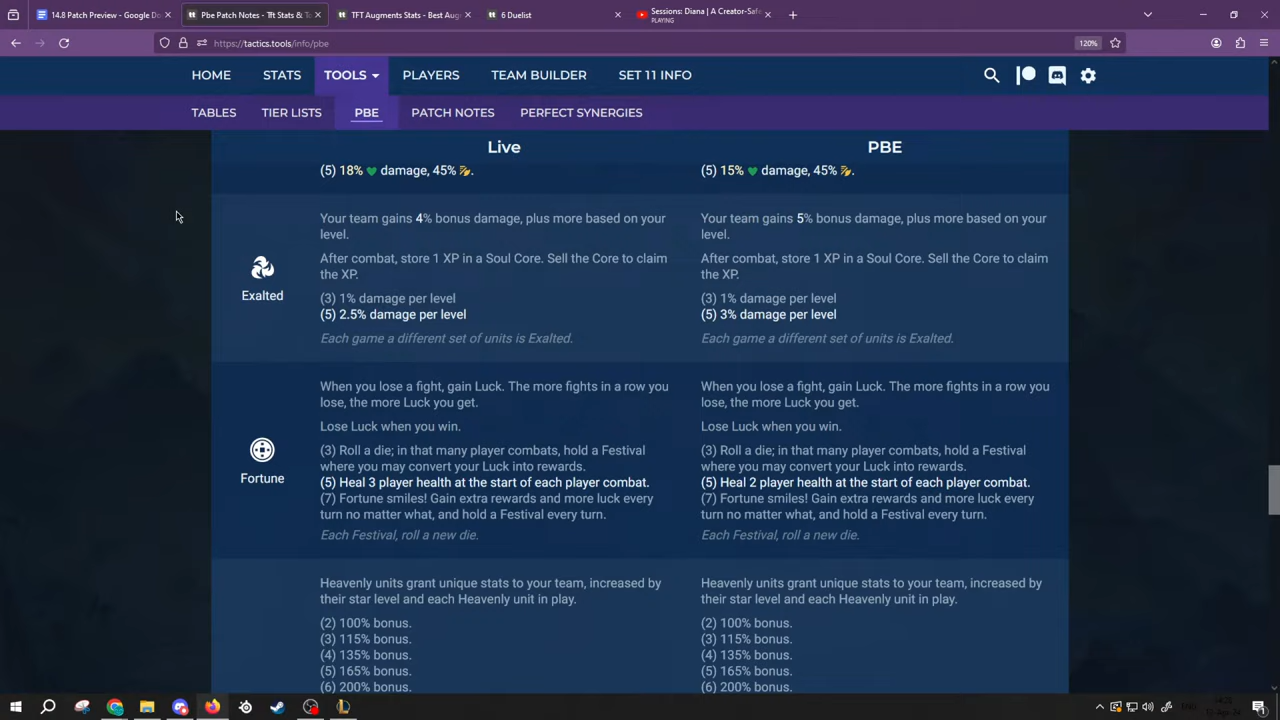 14.8 Patch Preview - Google Do
Pbe Patch Notes - Tft Stats & T
TFT Augments Stats - Best Aug
6 Duelist
Sessions: Diana | A Creator-Safe
PLAYING
https://tactics.tools/info/pbe
120%
HOME
STATS
TOOLS
PLAYERS
TEAM BUILDER
SET 11 INFO
TABLES
TIER LISTS
PBE
PATCH NOTES
PERFECT SYNERGIES
Live
PBE
(5) 18% damage, 45% .
(5) 15% damage, 45% .
Exalted
Your team gains 4% bonus damage, plus more based on your
level.
After combat, store 1 XP in a Soul Core. Sell the Core to claim
the XP.
(3) 1% damage per level
(5) 2.5% damage per level
Each game a different set of units is Exalted.
Your team gains 5% bonus damage, plus more based on your
level.
After combat, store 1 XP in a Soul Core. Sell the Core to claim
the XP.
(3) 1% damage per level
(5) 3% damage per level
Each game a different set of units is Exalted.
Fortune
When you lose a fight, gain Luck. The more fights in a row you
lose, the more Luck you get.
Lose Luck when you win.
(3) Roll a die; in that many player combats, hold a Festival
where you may convert your Luck into rewards.
(5) Heal 3 player health at the start of each player combat.
(7) Fortune smiles! Gain extra rewards and more luck every
turn no matter what, and hold a Festival every turn.
Each Festival, roll a new die.
When you lose a fight, gain Luck. The more fights in a row you
lose, the more Luck you get.
Lose Luck when you win.
(3) Roll a die; in that many player combats, hold a Festival
where you may convert your Luck into rewards.
(5) Heal 2 player health at the start of each player combat.
(7) Fortune smiles! Gain extra rewards and more luck every
turn no matter what, and hold a Festival every turn.
Each Festival, roll a new die.
Heavenly units grant unique stats to your team, increased by
their star level and each Heavenly unit in play.
(2) 100% bonus.
(3) 115% bonus.
(4) 135% bonus.
(5) 165% bonus.
(6) 200% bonus.
Heavenly units grant unique stats to your team, increased by
their star level and each Heavenly unit in play.
(2) 100% bonus.
(3) 115% bonus.
(4) 135% bonus.
(5) 165% bonus.
(6) 200% bonus.
ENG